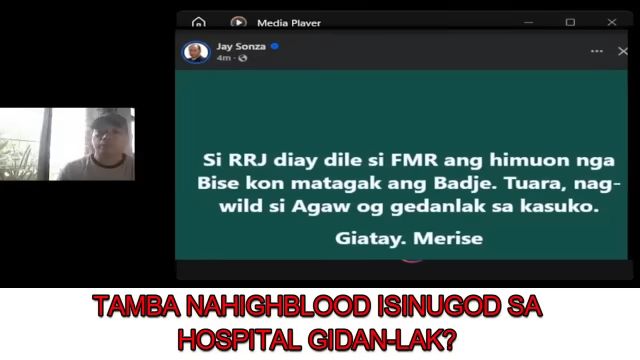 Media Player
Jay Sonza
4m
Si RRJ diay dile si FMR ang himuon nga
Bise kon matagak ang Badje. Tuara, nag-
wild si Agaw og gedanlak sa kasuko.
Giatay. Merise
TAMBA NAHIGHBLOOD ISINUGOD SA
HOSPITAL GIDAN-LAK?